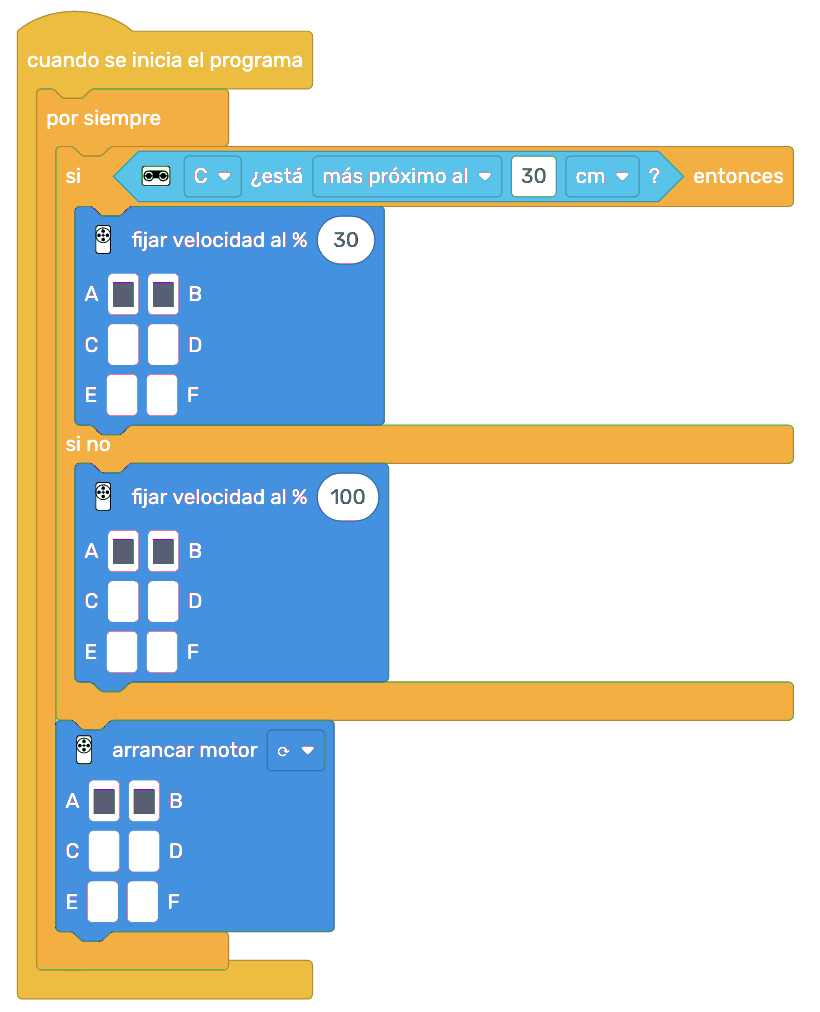 cuando se inicia el programa
por siempre
si C ¿está más próximo al 30 cm ? entonces
fijar velocidad al % 30
A B
C D
E F
si no
fijar velocidad al % 100
A B
C D
E F
arrancar motor
A B
C D
E F